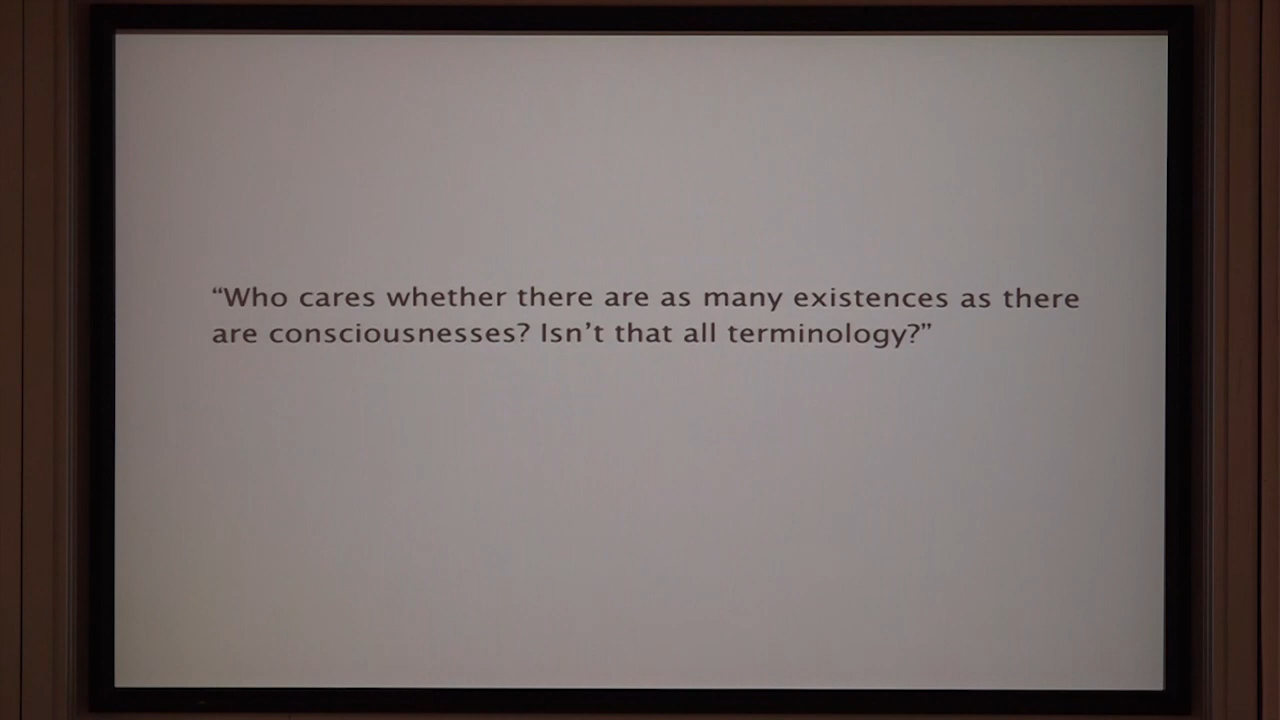 “Who cares whether there are as many existences as there
are consciousnesses? Isn’t that all terminology?”